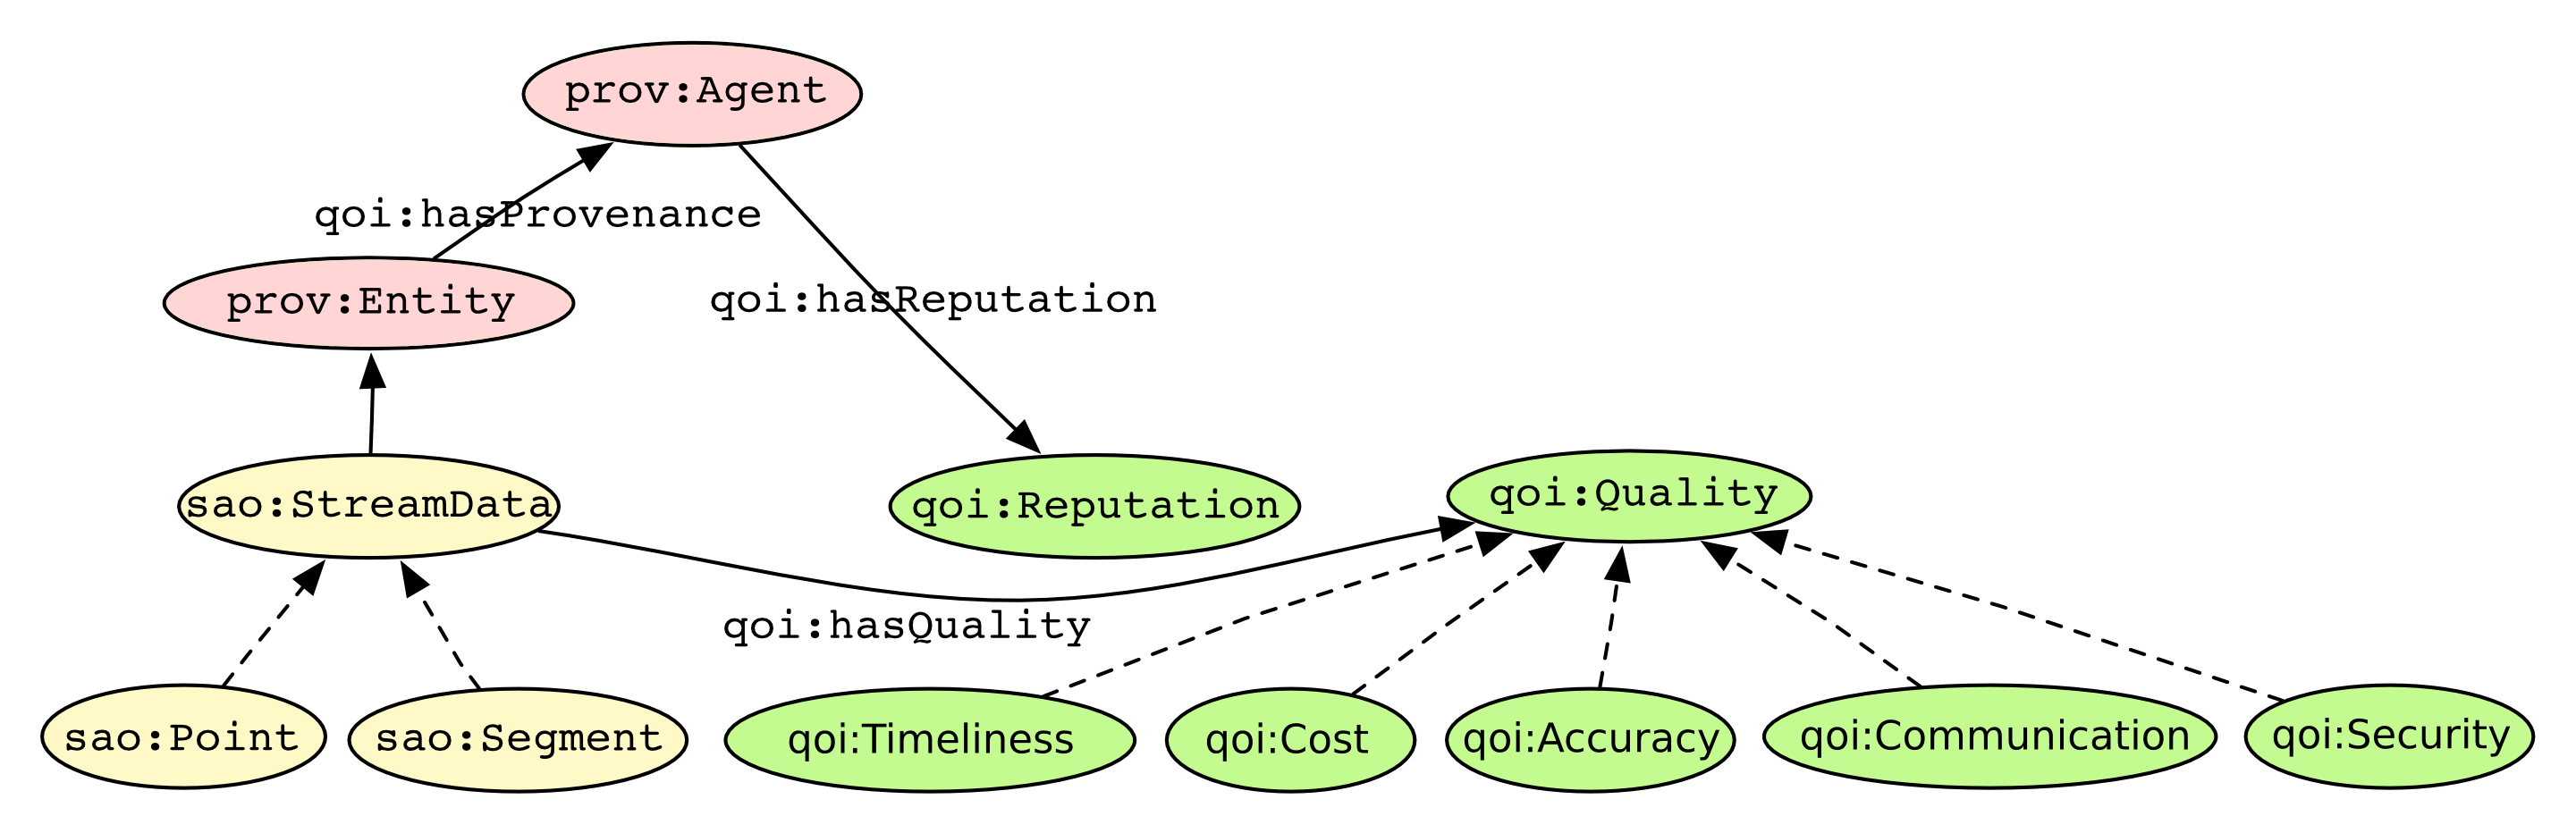 prov:Agent
qoi:hasProvenance
prov:Entity
qoi:hasReputation
sao:StreamData
qoi:Reputation
qoi:Quality
qoi:hasQuality
sao:Point
sao:Segment
qoi:Timeliness
qoi:Cost
qoi:Accuracy
qoi:Communication
qoi:Security